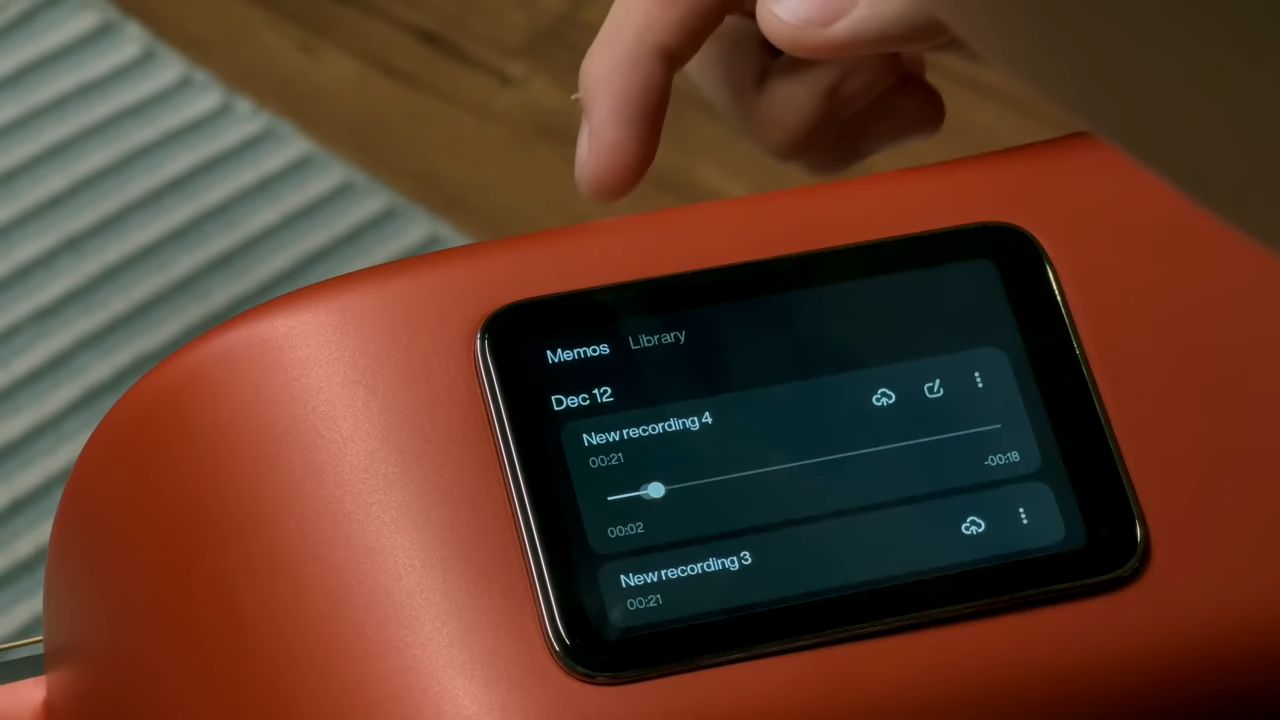 Memos Library
Dec 12
New recording 4
00:21
-00:18
00:02
New recording 3
00:21